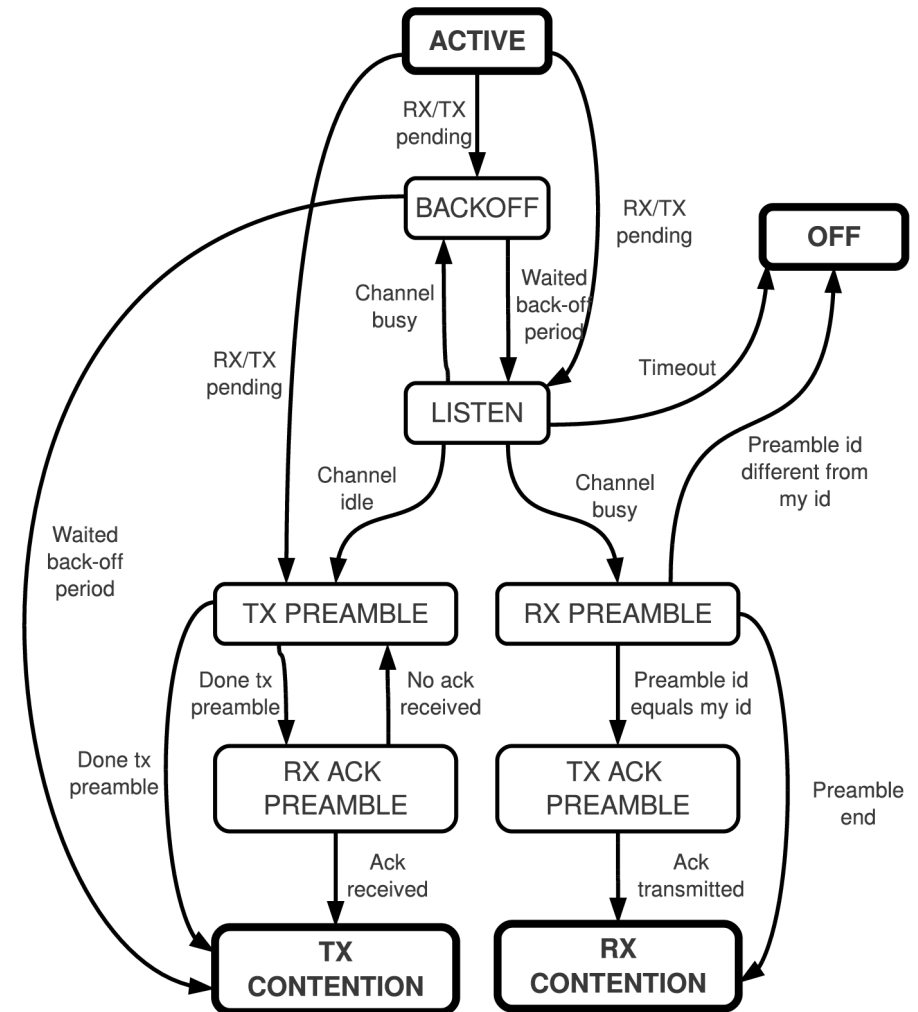 ACTIVE
RX/TX
pending
BACKOFF
RX/TX
pending
OFF
Channel
busy
Waited
back-off
period
RX/TX
pending
Timeout
LISTEN
Preamble id
different from
my id
Channel
idle
Channel
busy
Waited
back-off
period
TX PREAMBLE
RX PREAMBLE
Done tx
preamble
No ack
received
Preamble id
equals my id
Done tx
preamble
RX ACK
PREAMBLE
TX ACK
PREAMBLE
Preamble
end
Ack
received
Ack
transmitted
TX
CONTENTION
RX
CONTENTION